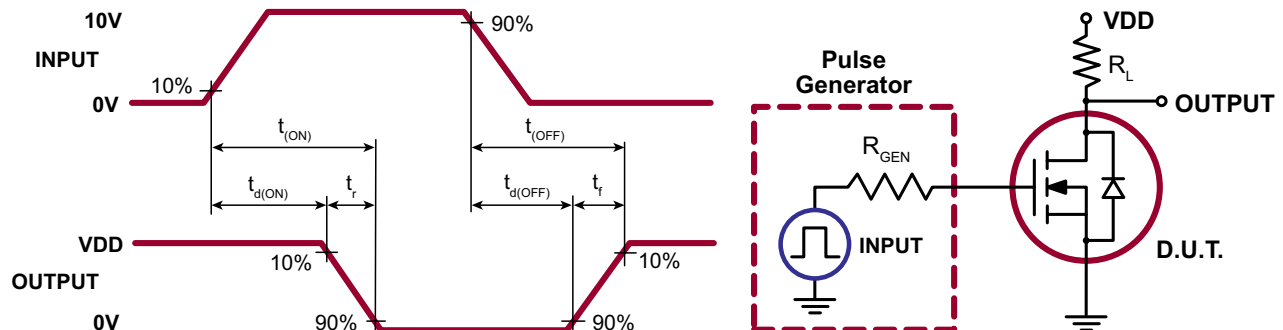 10V
INPUT
0V
10%
90%
t(ON)
t(OFF)
td(ON)
tr
td(OFF)
tf
VDD
OUTPUT
0V
10%
90%
90%
10%
Pulse
Generator
RGEN
INPUT
VDD
RL
OUTPUT
D.U.T.